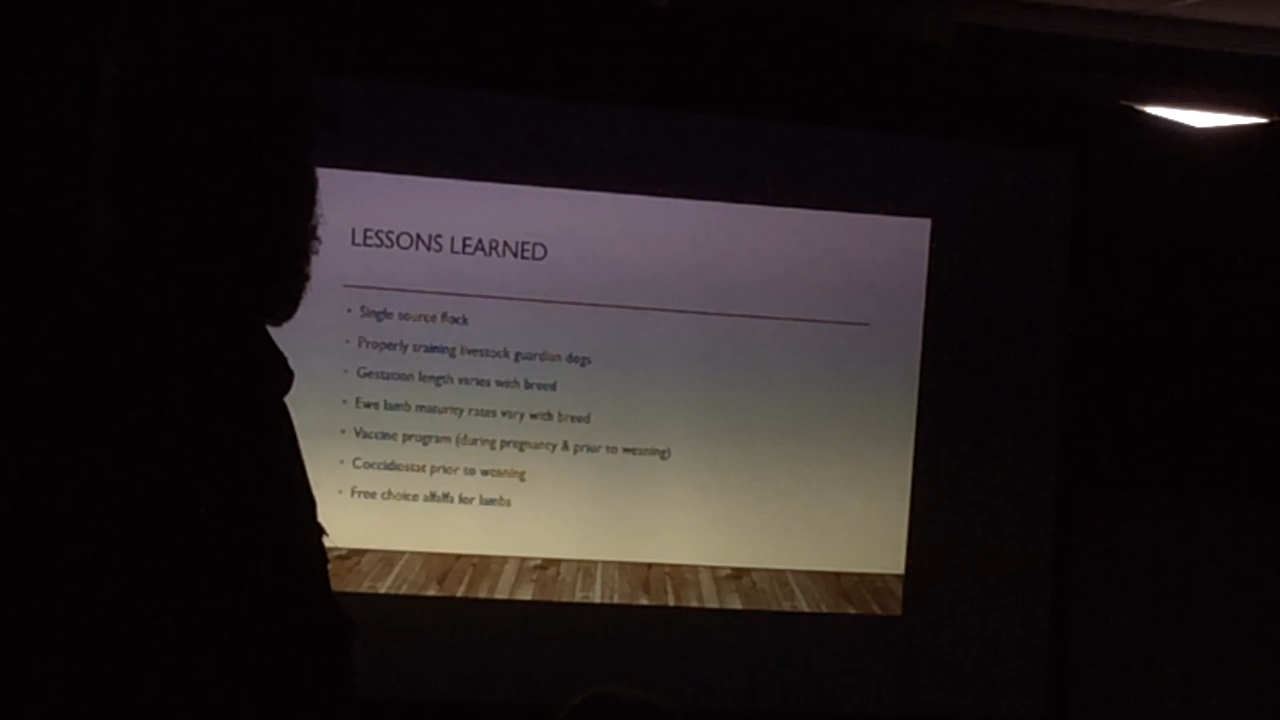 LESSONS LEARNED
• Single source flock
• Properly training livestock guardian dogs
• Gestation length varies with breed
• Ewe lamb maturity rates vary with breed
• Vaccine program (during pregnancy & prior to weaning)
• Coccidiostat prior to weaning
• Free choice alfalfa for lambs